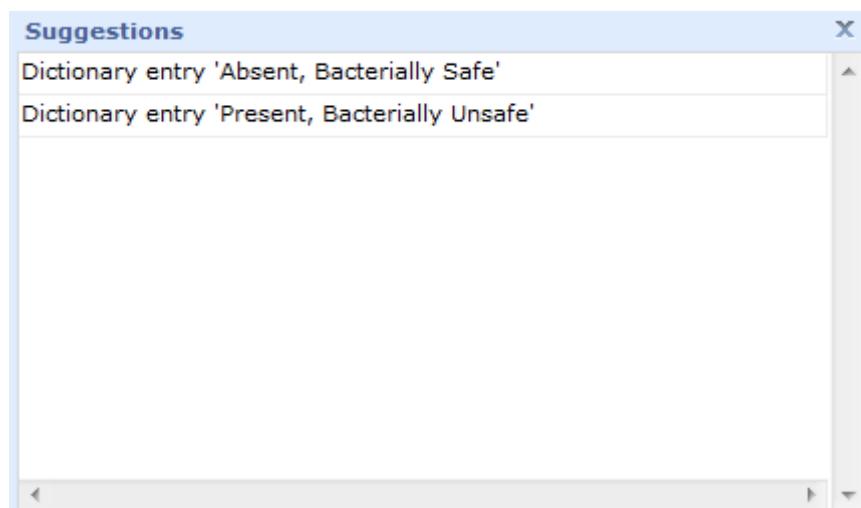 Suggestions
Dictionary entry 'Absent, Bacterially Safe'
Dictionary entry 'Present, Bacterially Unsafe'